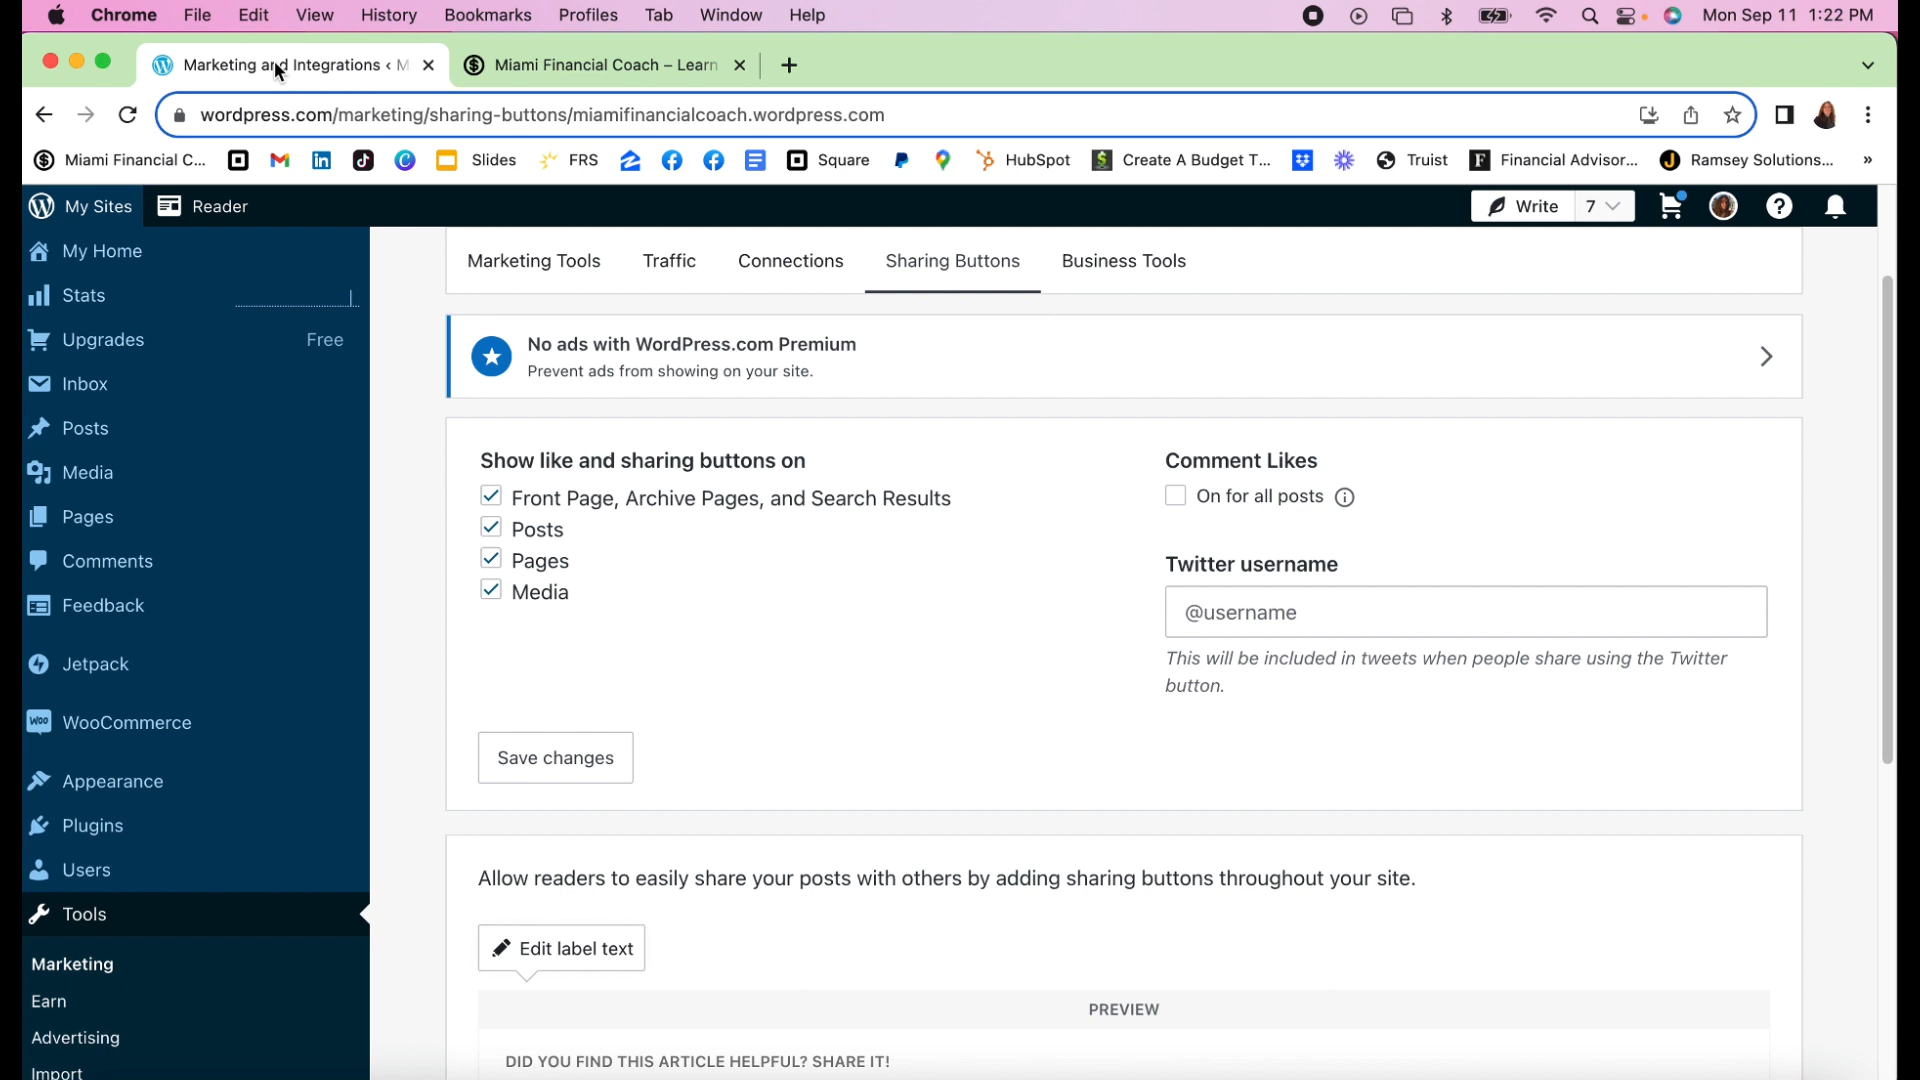 Chrome File Edit View History Bookmarks Profiles Tab Window Help Mon Sep 11 1:22 PM
Marketing and Integrations ‹ M Miami Financial Coach – Learn
wordpress.com/marketing/sharing-buttons/miamifinancialcoach.wordpress.com
Miami Financial C... Slides FRS Square HubSpot Create A Budget T... Truist Financial Advisor... Ramsey Solutions... »
My Sites Reader Write 7
My Home
Stats
Upgrades Free
Inbox
Posts
Media
Pages
Comments
Feedback
Jetpack
WooCommerce
Appearance
Plugins
Users
Tools
Marketing
Earn
Advertising
Import
Marketing Tools Traffic Connections Sharing Buttons Business Tools
No ads with WordPress.com Premium
Prevent ads from showing on your site.
Show like and sharing buttons on
Front Page, Archive Pages, and Search Results
Posts
Pages
Media
Comment Likes
On for all posts
Twitter username
@username
This will be included in tweets when people share using the Twitter
button.
Save changes
Allow readers to easily share your posts with others by adding sharing buttons throughout your site.
Edit label text
PREVIEW
DID YOU FIND THIS ARTICLE HELPFUL? SHARE IT!